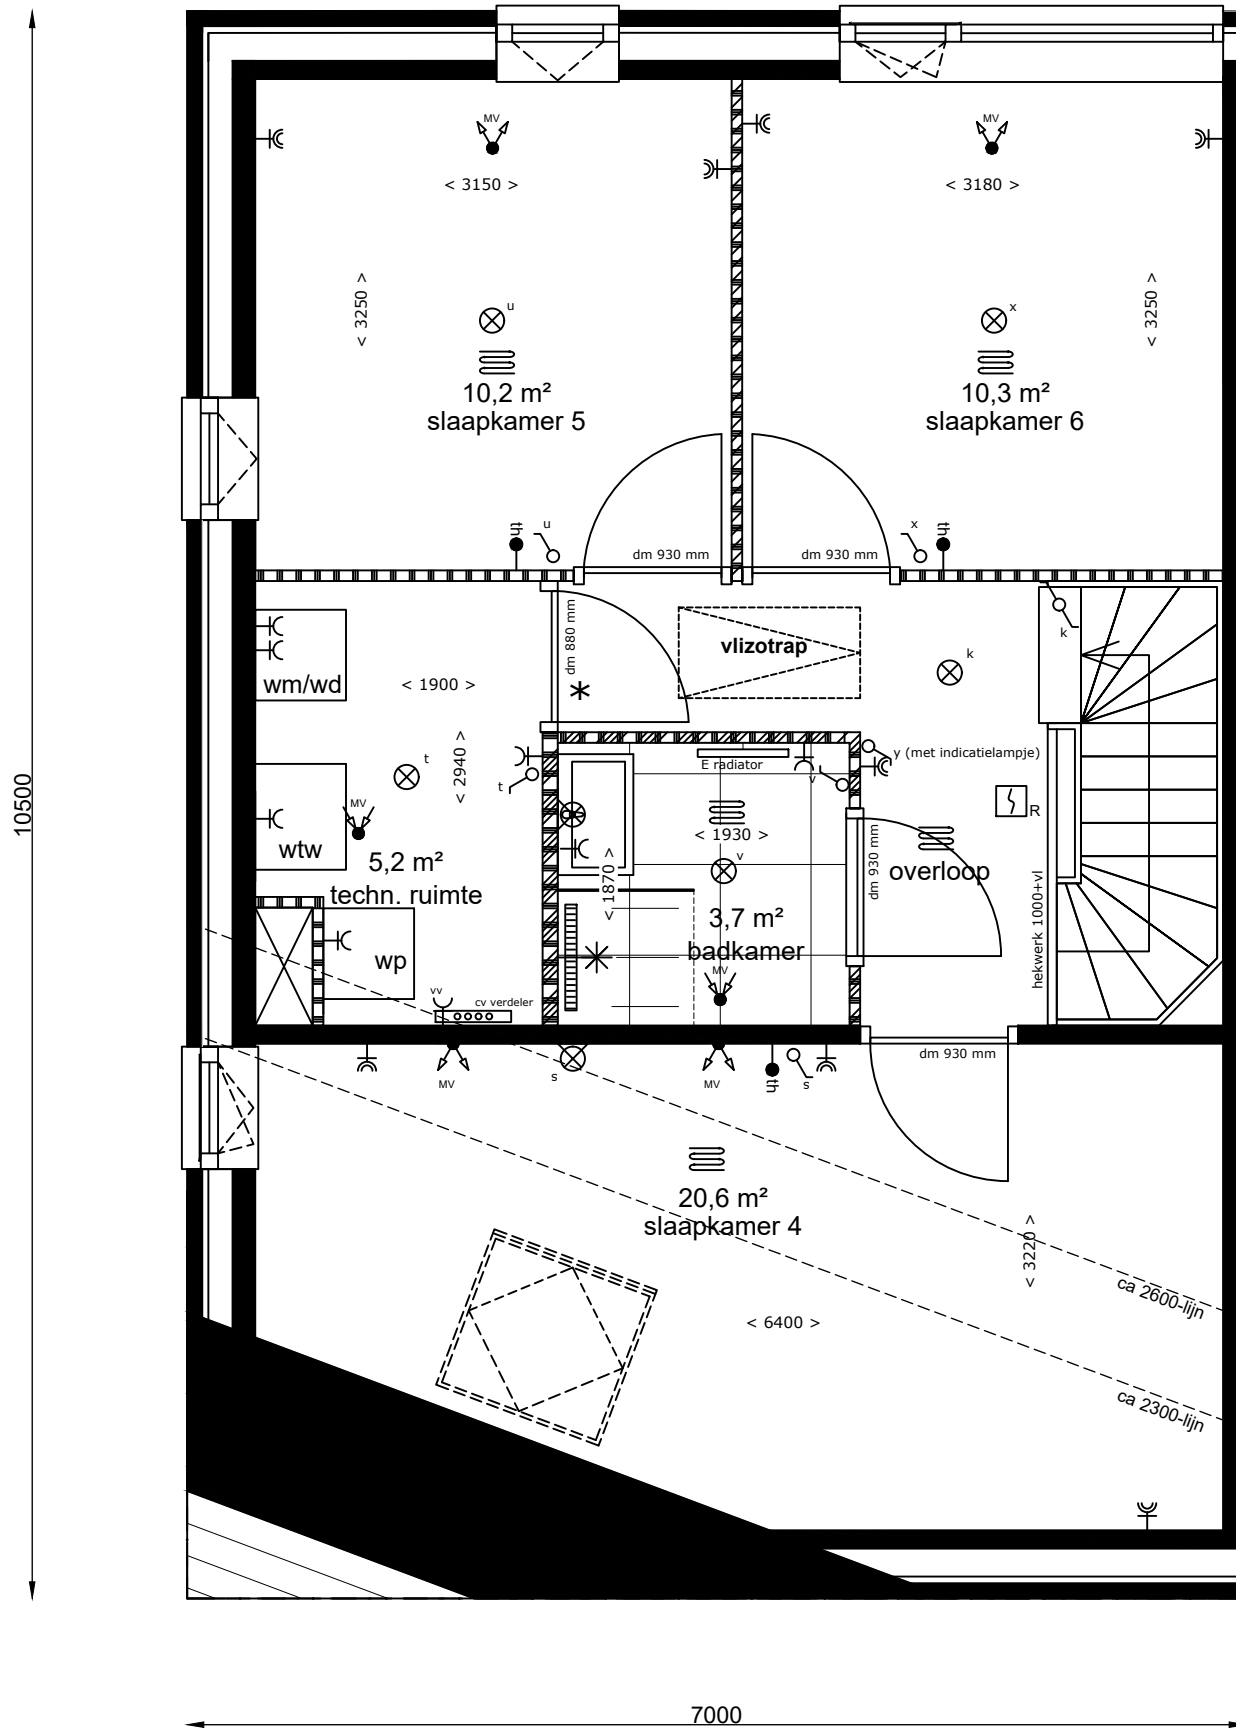 MV
MV
< 3150 >
< 3180 >
< 3250 >
< 3250 >
u
x
10,2 m²
slaapkamer 5
10,3 m²
slaapkamer 6
th
u
x
th
dm 930 mm
dm 930 mm
dm 880 mm
vlizotrap
k
k
wm/wd
< 1900 >
< 2940 >
t
t
y (met indicatielampje)
E radiator
v
R
MV
wtw
5,2 m²
techn. ruimte
< 1930 >
v
< 1870 >
dm 930 mm
overloop
3,7 m²
badkamer
MV
hekwerk 1000+vl
wp
vv
cv verdeler
10500
dm 930 mm
MV
s
MV
th
s
20,6 m²
slaapkamer 4
< 3220 >
ca 2600-lijn
< 6400 >
ca 2300-lijn
7000